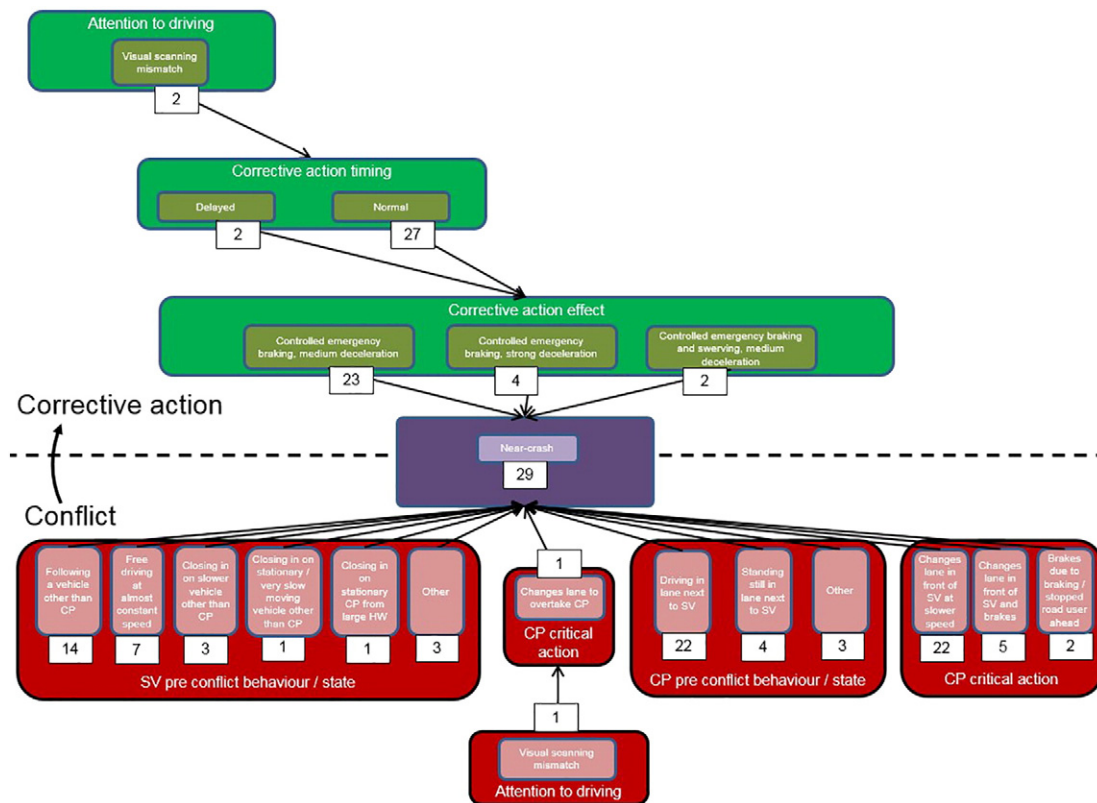 Attention to driving
Visual scanning
mismatch
2
Corrective action timing
Delayed
Normal
2
27
Corrective action effect
Controlled emergency
braking, medium deceleration
Controlled emergency
braking, strong deceleration
Controlled emergency braking
and swerving, medium
deceleration
23
4
2
Corrective action
Near-crash
29
Conflict
Following
a vehicle
other than
CP
Free
driving at
almost
constant
speed
Closing in
on slower
vehicle
other than
CP
Closing in on
stationary /
very slow
moving
vehicle other
than CP
Closing in
on
stationary
CP from
large HW
Other
14
7
3
1
1
3
SV pre conflict behaviour / state
1
Changes lane to
overtake CP
CP critical
action
Driving in
lane next
to SV
Standing
still in
lane next
to SV
Other
22
4
3
CP pre conflict behaviour / state
Changes
lane in
front of
SV at
slower
speed
Changes
lane in
front of
SV and
brakes
Brakes
due to
braking /
stopped
road user
ahead
22
5
2
CP critical action
1
Visual scanning
mismatch
Attention to driving